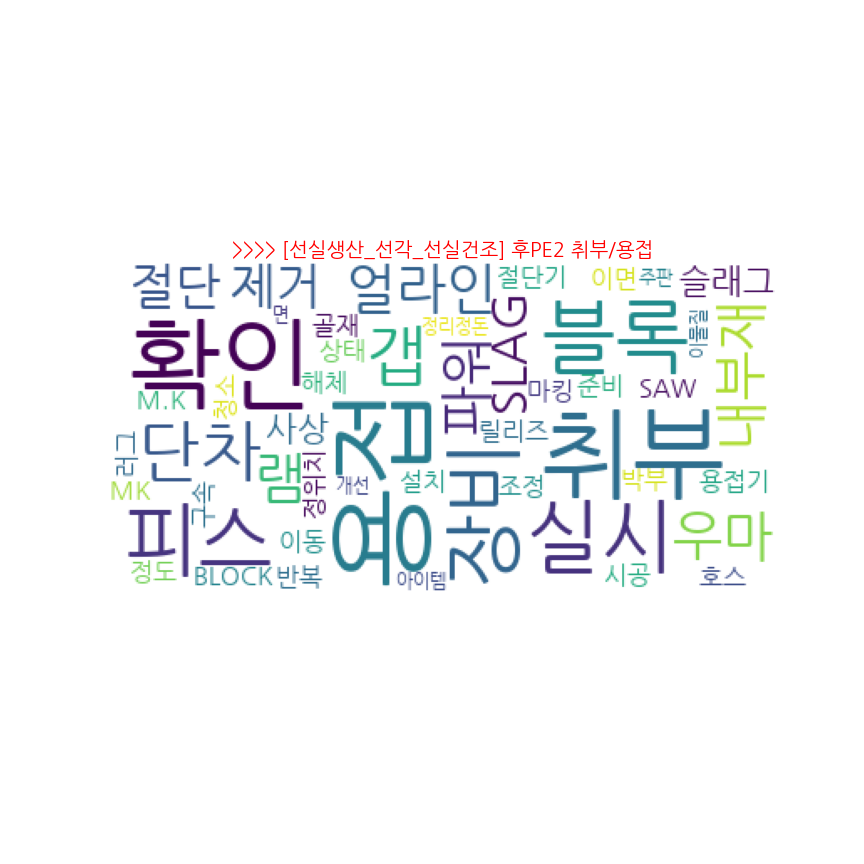 >>>> [선실생산_선각_선실건조] 후PE2 취부/용접
절단 제거 얼라인 절단기 이면 주판 슬래그
면 골재 정리정돈 이물질
확인 상태 갭 파워 SLAG 블록 내부재
M.K 청소 해체 마킹 준비 SAW
러그 단차 사상 용접 릴리즈 취부
MK 구속 램 정위치 개선 설치 장비 조정 박부 용접기
피스 이동 실시 우마
정도 BLOCK 반복 아이템 시공 호스